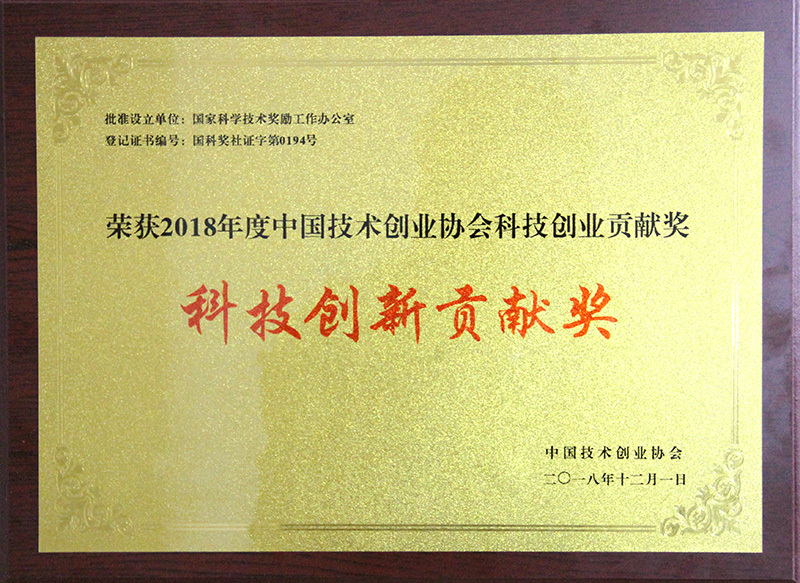 批准设立单位：国家科学技术奖励工作办公室
登记证书编号：国科奖社证字第0194号
荣获2018年度中国技术创业协会科技创业贡献奖
科技创新贡献奖
中国技术创业协会
二〇一八年十二月一日